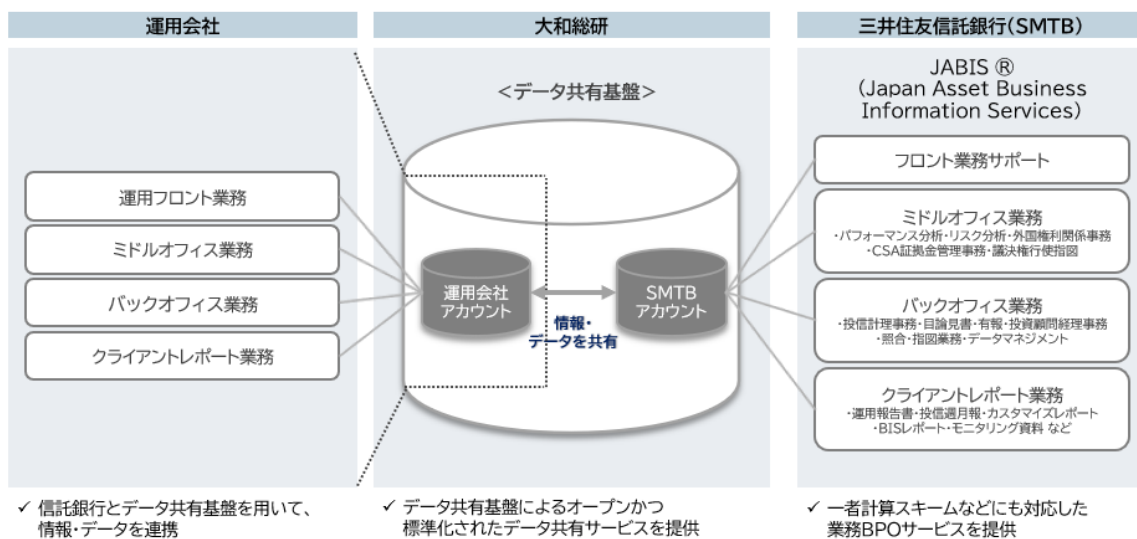 運用会社
大和総研
三井住友信託銀行(SMTB)
運用フロント業務
ミドルオフィス業務
バックオフィス業務
クライアントレポート業務
<データ共有基盤>
運用会社
アカウント
SMTB
アカウント
情報・
データを共有
JABIS ®
(Japan Asset Business
Information Services)
フロント業務サポート
ミドルオフィス業務
・パフォーマンス分析・リスク分析・外国権利関係事務
・CSA証拠金管理事務・議決権行使指図
バックオフィス業務
・投信計理事務・目論見書・有報・投資顧問経理事務
・照合・指図業務・データマネジメント
クライアントレポート業務
・運用報告書・投信週月報・カスタマイズレポート
・BISレポート・モニタリング資料 など
✓ 信託銀行とデータ共有基盤を用いて、
情報・データを連携
✓ データ共有基盤によるオープンかつ
標準化されたデータ共有サービスを提供
✓ 一者計算スキームなどにも対応した
業務BPOサービスを提供